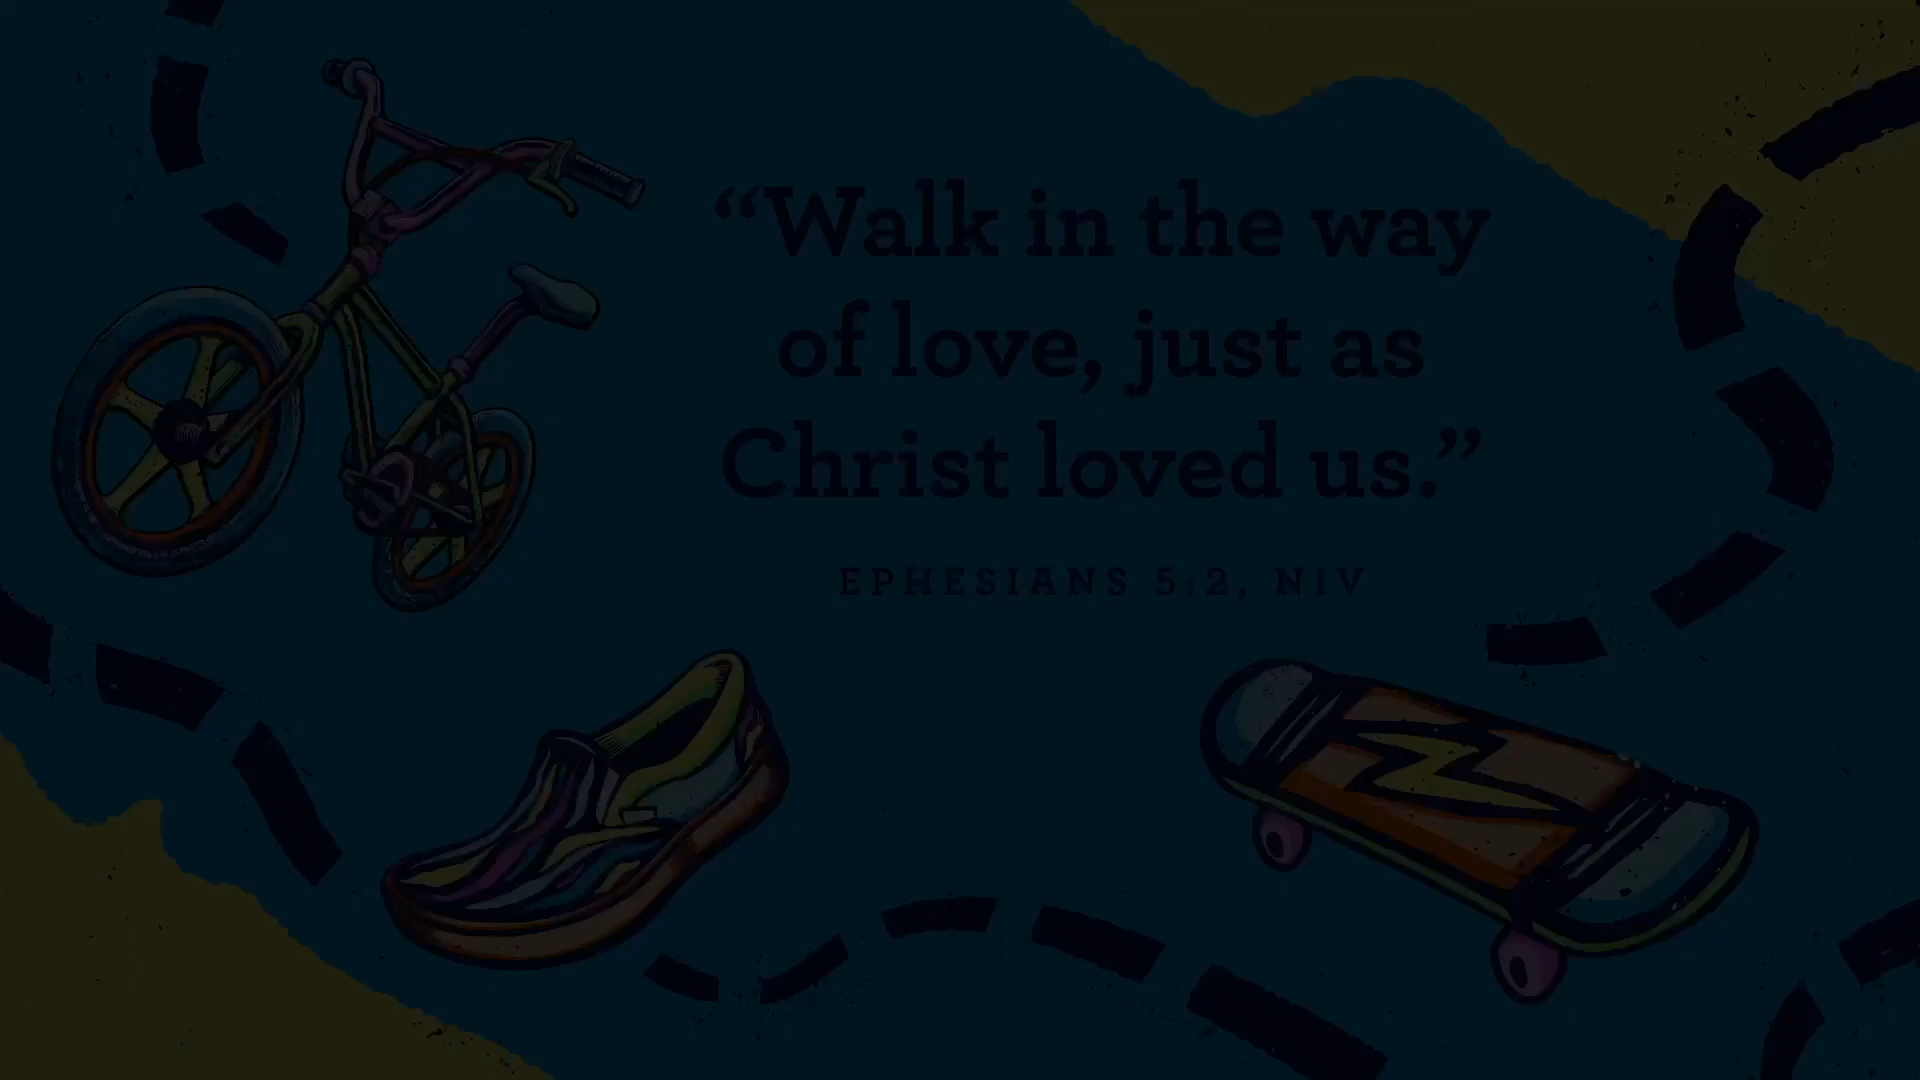 “Walk in the way
of love, just as
Christ loved us.”
EPHESIANS 5:2, NIV